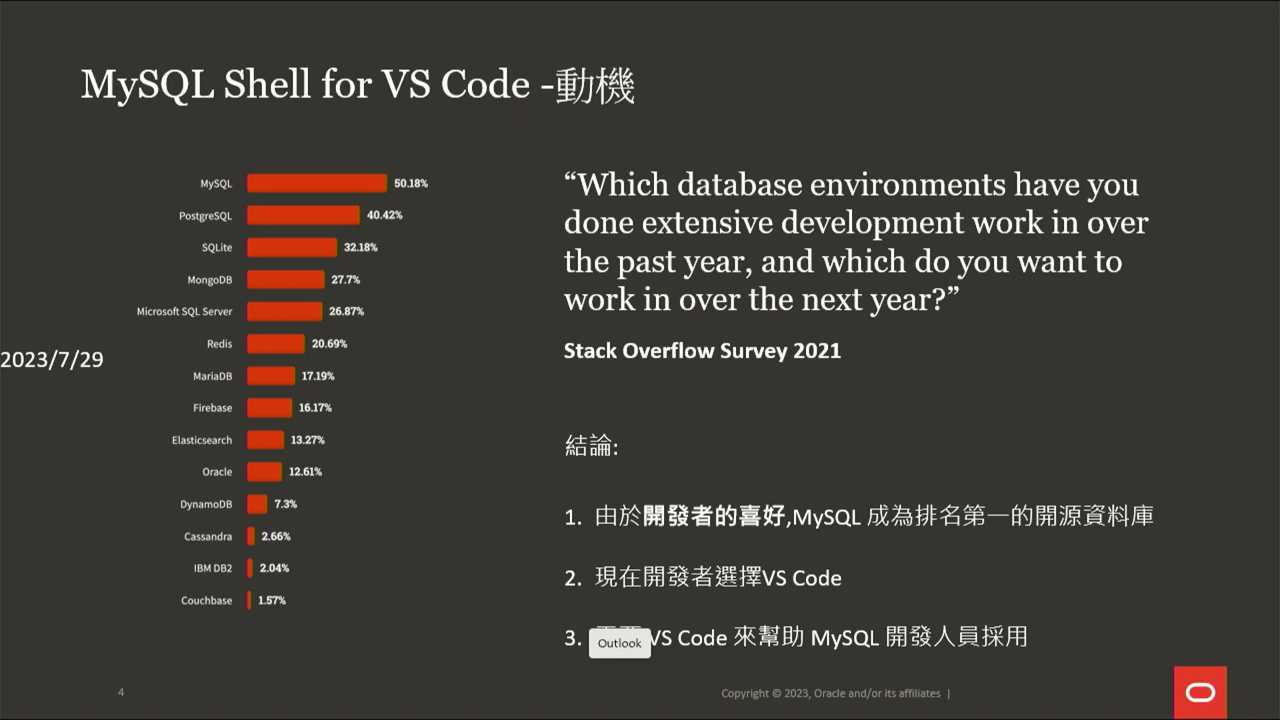 MySQL Shell for VS Code -動機
MySQL 50.18%
PostgreSQL 40.42%
SQLite 32.18%
MongoDB 27.7%
Microsoft SQL Server 26.87%
Redis 20.69%
MariaDB 17.19%
Firebase 16.17%
Elasticsearch 13.27%
Oracle 12.61%
DynamoDB 7.3%
Cassandra 2.66%
IBM DB2 2.04%
Couchbase 1.57%
2023/7/29
“Which database environments have you
done extensive development work in over
the past year, and which do you want to
work in over the next year?”
Stack Overflow Survey 2021
結論:
1. 由於開發者的喜好,MySQL 成為排名第一的開源資料庫
2. 現在開發者選擇VS Code
3. VS Code 來幫助 MySQL 開發人員採用
Outlook
4
Copyright © 2023, Oracle and/or its affiliates |